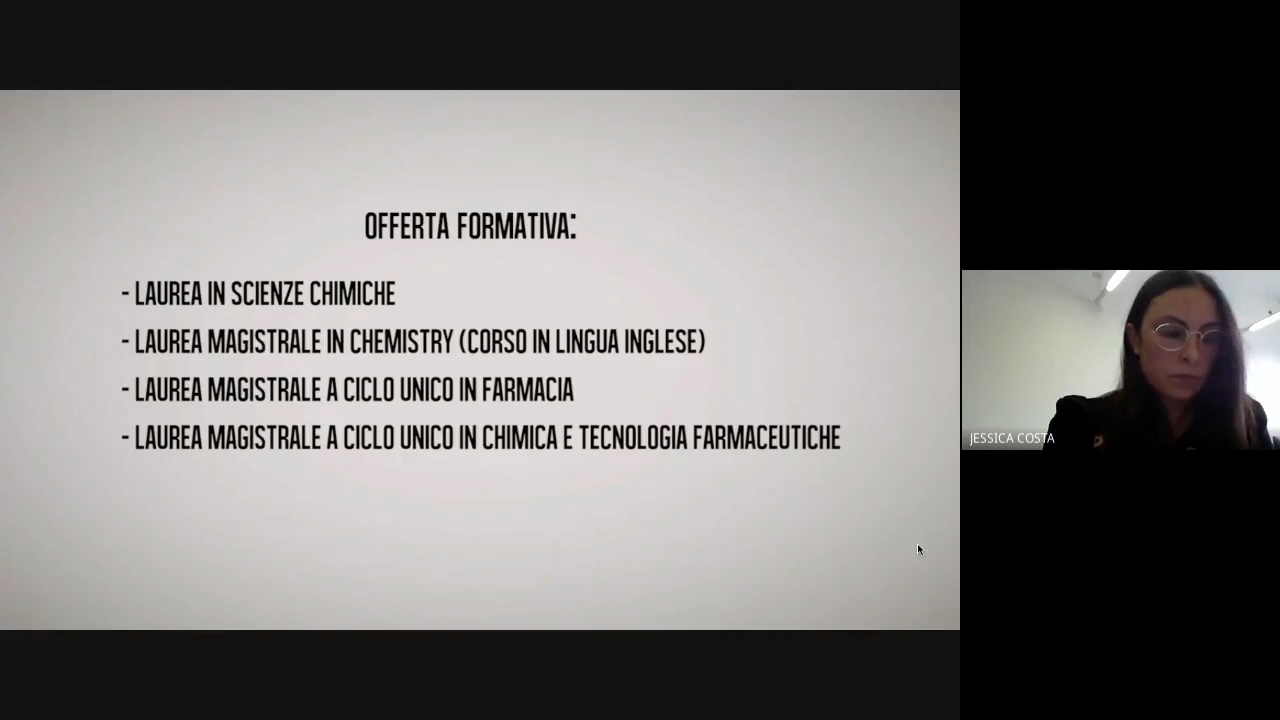 OFFERTA FORMATIVA:
- LAUREA IN SCIENZE CHIMICHE
- LAUREA MAGISTRALE IN CHEMISTRY (CORSO IN LINGUA INGLESE)
- LAUREA MAGISTRALE A CICLO UNICO IN FARMACIA
- LAUREA MAGISTRALE A CICLO UNICO IN CHIMICA E TECNOLOGIA FARMACEUTICHE
JESSICA COSTA